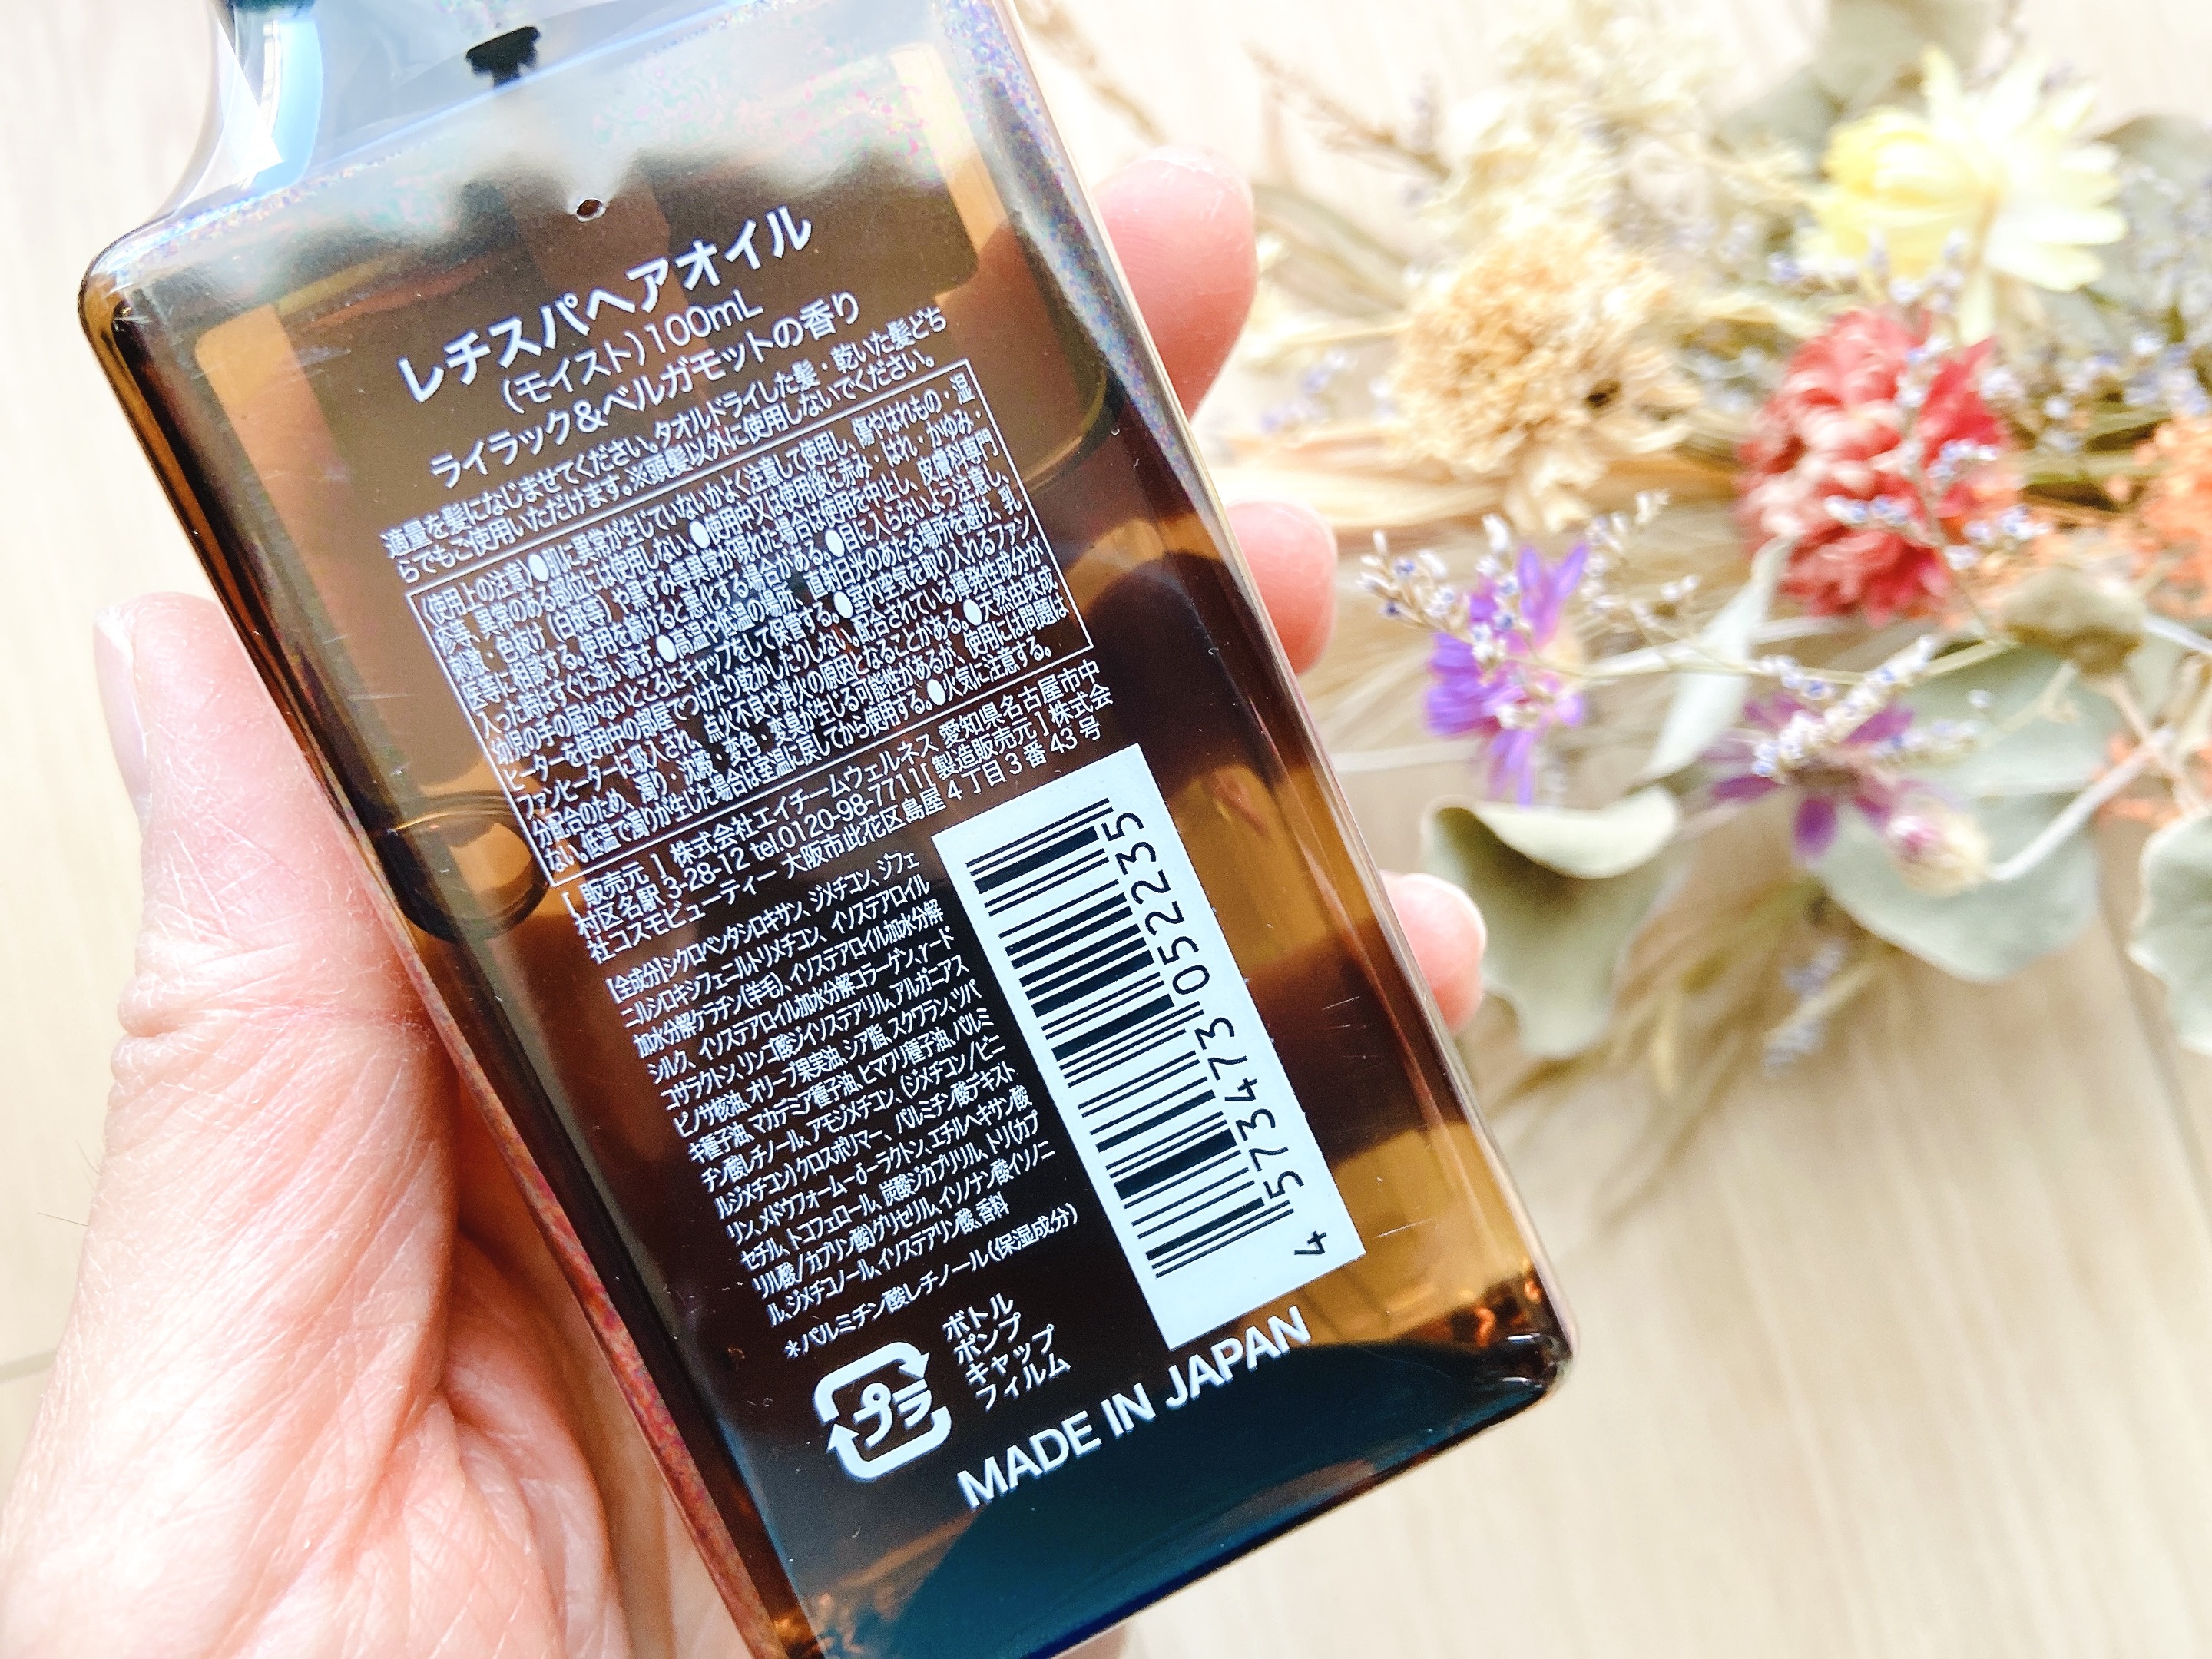 レチスパヘアオイル
(モイスト)100mL
ライラック&ベルガモットの香り
適量を髪になじませてください。タオルドライした髪・乾いた髪どち
らでもご使用いただけます。※頭髪以外に使用しないでください。
〈使用上の注意〉●肌に異常が生じていないかよく注意して使用し、傷やはれもの・湿
疹等、異常のある部位には使用しない。●使用中又は使用後に赤み・はれ・かゆみ・
刺激・色抜け(白斑等)や黒ずみ等異常が現れた場合は使用を中止し、皮膚科専門
医等に相談する。使用を続けると悪化する場合がある。●目に入らないよう注意し、
入った時はすぐに洗い流す。●高温や低温の場所、直射日光のあたる場所を避け、乳
幼児の手の届かないところにキャップをして保管する。●室内空気を取り入れるファン
ヒーターを使用中の部屋でつけたり乾かしたりしない。配合されている揮発性成分が
ファンヒーターに吸入され、点火不良や消火の原因となることがある。●天然由来成
分配合のため、濁り・沈殿・変色・変臭が生じる可能性があるが、使用には問題は
ない。低温で濁りが生じた場合は室温に戻してから使用する。●火気に注意する。
[ 販売元 ] 株式会社エイチームウェルネス 愛知県名古屋市中
村区名駅 3-28-12 tel.0120-98-7711[ 製造販売元 ] 株式会
社コスモビューティー 大阪市此花区島屋 4 丁目 3 番 43 号
[全成分]シクロペンタシロキサン、ジメチコン、ジフェ
ニルシロキシフェニルトリメチコン、イソステアロイル
加水分解ケラチン(羊毛)、イソステアロイル加水分解
シルク、イソステアロイル加水分解コラーゲン、γ-ード
コサラクトン、リンゴ酸ジイソステアリル、アルガニアス
ピノサ核油、オリーブ果実油、シア脂、スクワラン、ツバ
キ種子油、マカデミア種子油、ヒマワリ種子油、パルミ
チン酸レチノール、アモジメチコン、(ジメチコン/ビニ
ルジメチコン)クロスポリマー、パルミチン酸デキスト
リン、メドウフォーム-δ-ラクトン、エチルヘキサン酸
セチル、トコフェロール、炭酸ジカプリリル、トリ(カプ
リル酸/カプリン酸)グリセリル、イソノナン酸イソノニ
ル、ジメチコノール、イソステアリン酸、香料
*パルミチン酸レチノール(保湿成分)
4 573473 052235
プラ
ボトル
ポンプ
キャップ
フィルム
MADE IN JAPAN